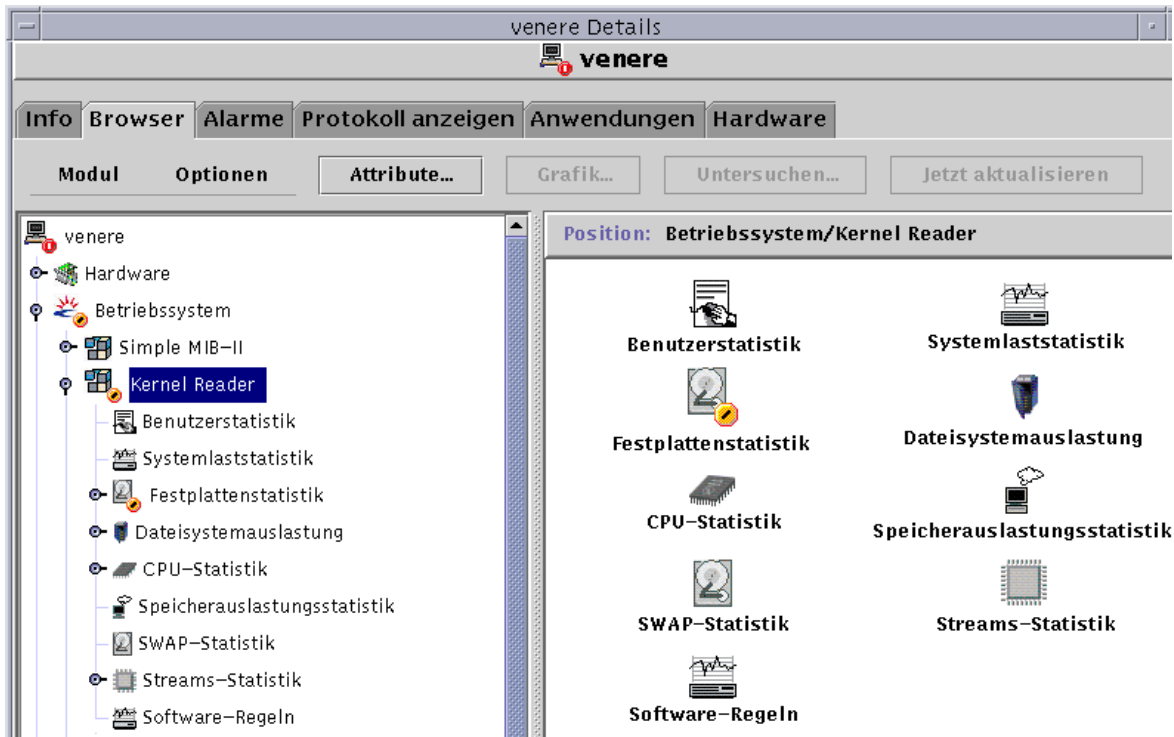 venere Details
venere
Info Browser Alarme Protokoll anzeigen Anwendungen Hardware
Modul Optionen Attribute... Grafik... Untersuchen... Jetzt aktualisieren
venere
Hardware
Betriebssystem
Simple MIB-II
Kernel Reader
Benutzerstatistik
Systemlaststatistik
Festplattenstatistik
Dateisystemauslastung
CPU-Statistik
Speicherauslastungsstatistik
SWAP-Statistik
Streams-Statistik
Software-Regeln
Position: Betriebssystem/Kernel Reader
Benutzerstatistik Systemlaststatistik
Festplattenstatistik Dateisystemauslastung
CPU-Statistik Speicherauslastungsstatistik
SWAP-Statistik Streams-Statistik
Software-Regeln